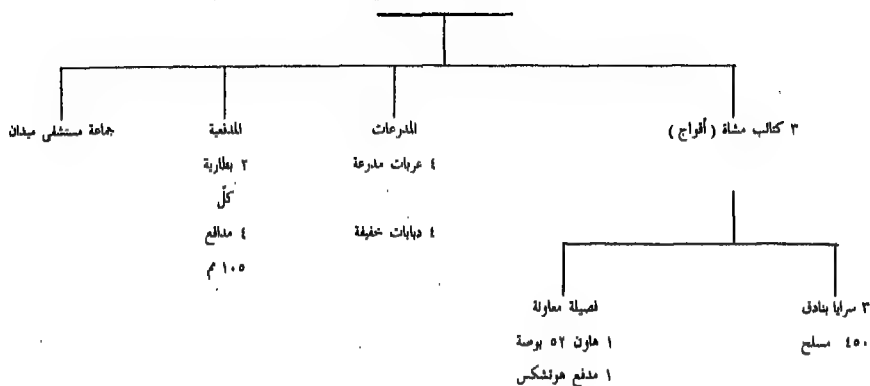 ٣ كتائب مشاة ( أفواج )
المدرعات
المدفعية
جماعة مستشفى ميدان
٤ عربات مدرعة
٢ بطارية
كلّ
٤ دبابات خفيفة
٤ مدافع
١٠٥ مم
٣ سرايا بنادق
فصيلة معاونة
٤٥٠ مسلح
١ هاون ٥٢ بوصة
١ مدفع هوتشكس